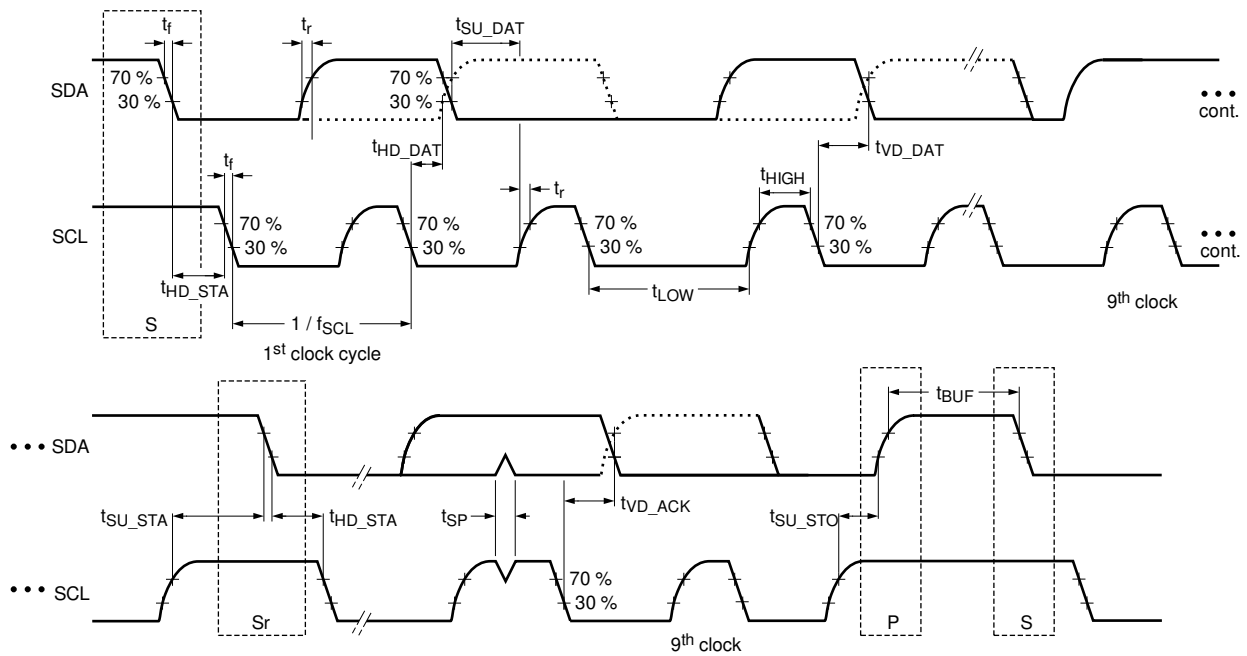 tf
tr
tSU_DAT
SDA
70 %
30 %
70 %
30 %
••• cont.
tHD_DAT
tVD_DAT
tf
tr
tHIGH
SCL
70 %
30 %
70 %
30 %
70 %
30 %
••• cont.
tHD_STA
tLOW
S
1 / fSCL
1st clock cycle
9th clock
tBUF
••• SDA
tSU_STA
tHD_STA
tSP
tVD_ACK
tSU_STO
••• SCL
70 %
30 %
Sr
9th clock
P
S